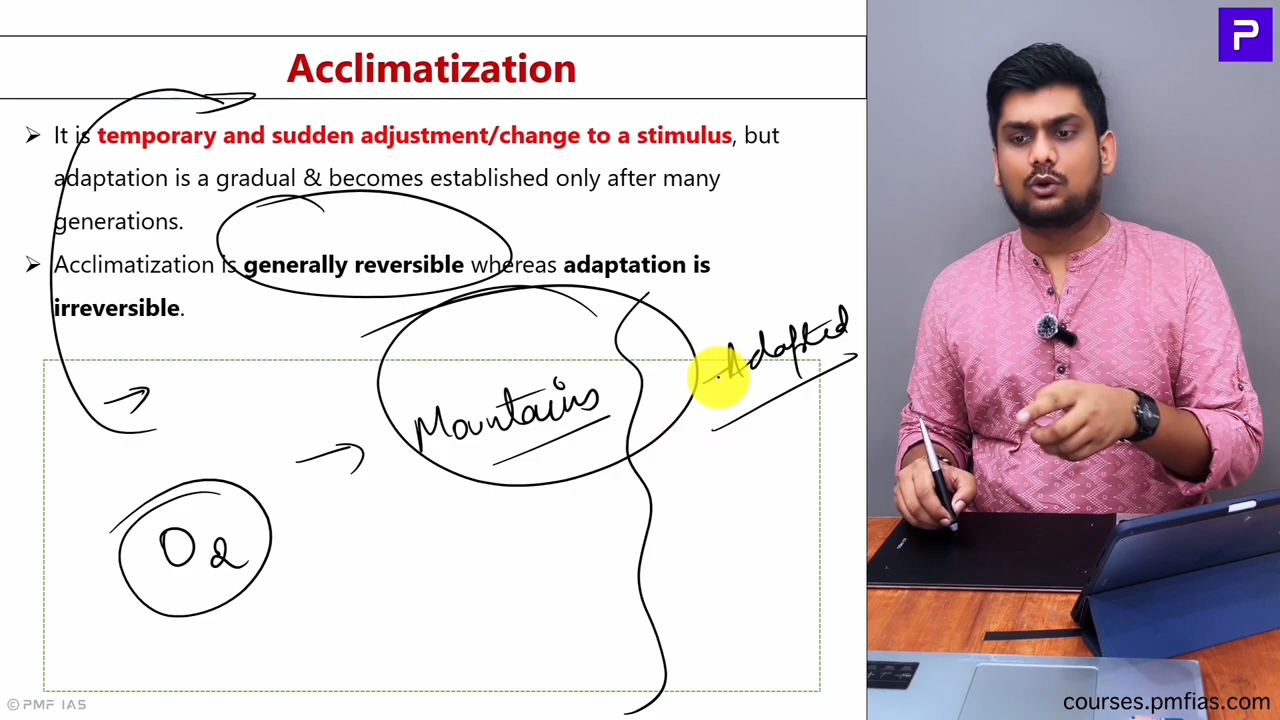 P
Acclimatization
➢ It is temporary and sudden adjustment/change to a stimulus, but
adaptation is a gradual & becomes established only after many
generations.
➢ Acclimatization is generally reversible whereas adaptation is
irreversible.
Adapted
Mountains
O2
© PMF IAS
courses.pmfias.com